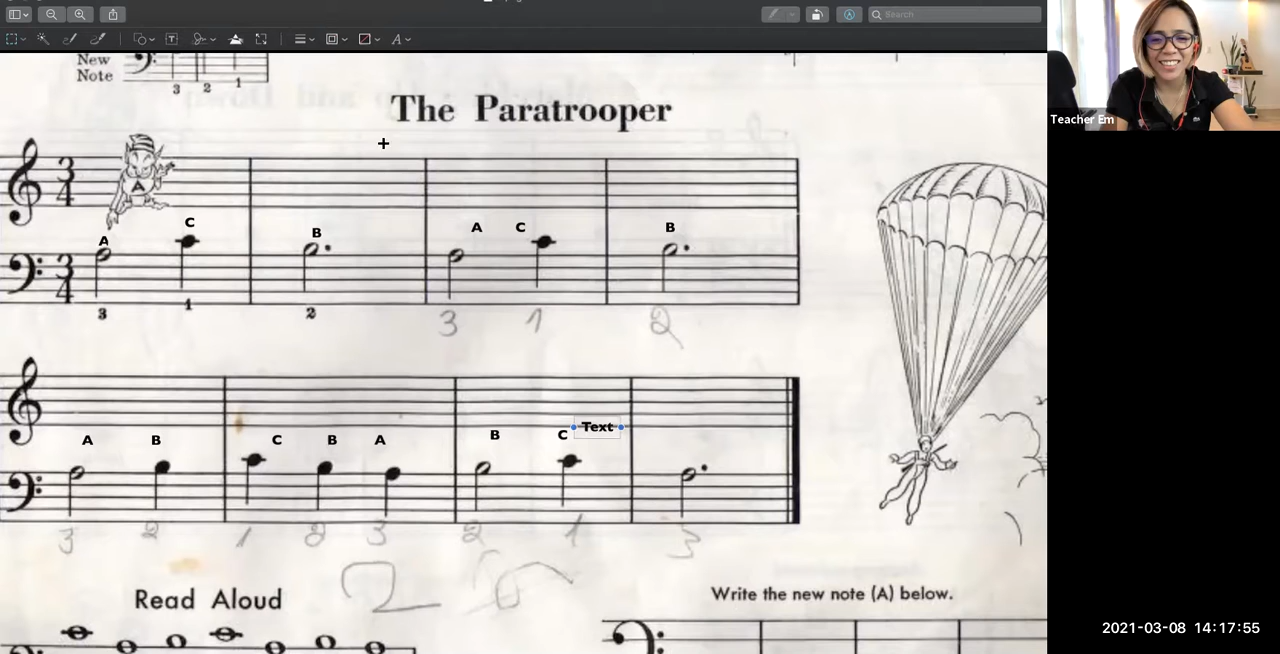 Search
New
Note
3 2 1
The Paratrooper
Teacher Em
3
4
A
A C B A C B
3
4
3 1 2 3 1 2
A B C B A B C Text
3 2 1 2 3 2 1 3
2
Read Aloud
Write the new note (A) below.
2021-03-08 14:17:55